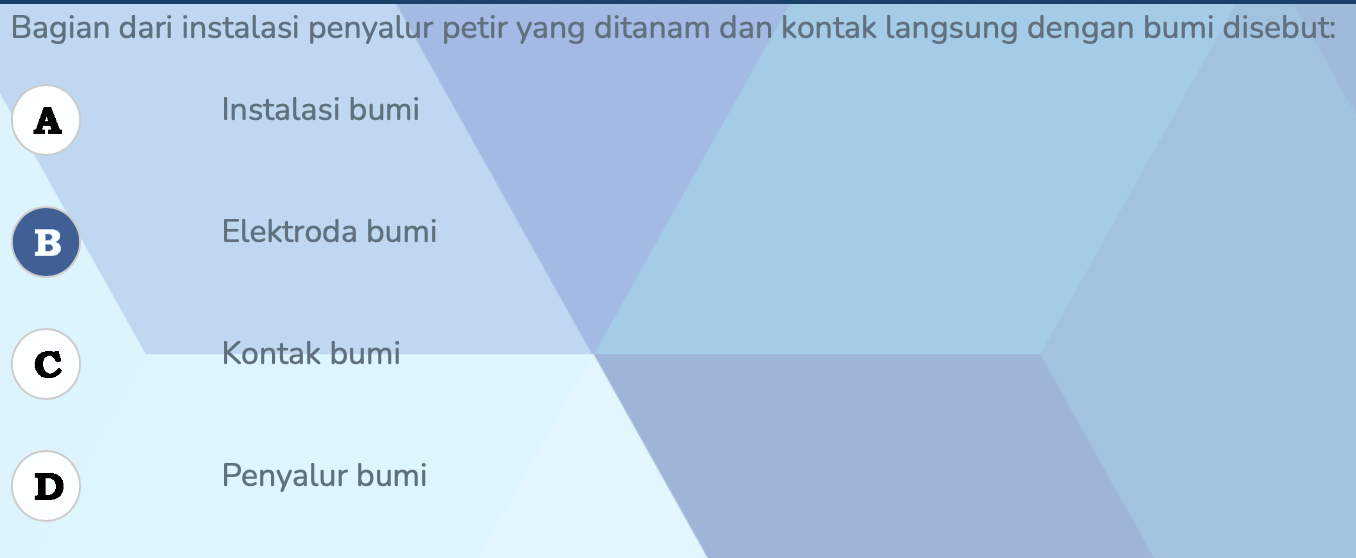 Bagian dari instalasi penyalur petir yang ditanam dan kontak langsung dengan bumi disebut:
A Instalasi bumi
B Elektroda bumi
C Kontak bumi
D Penyalur bumi